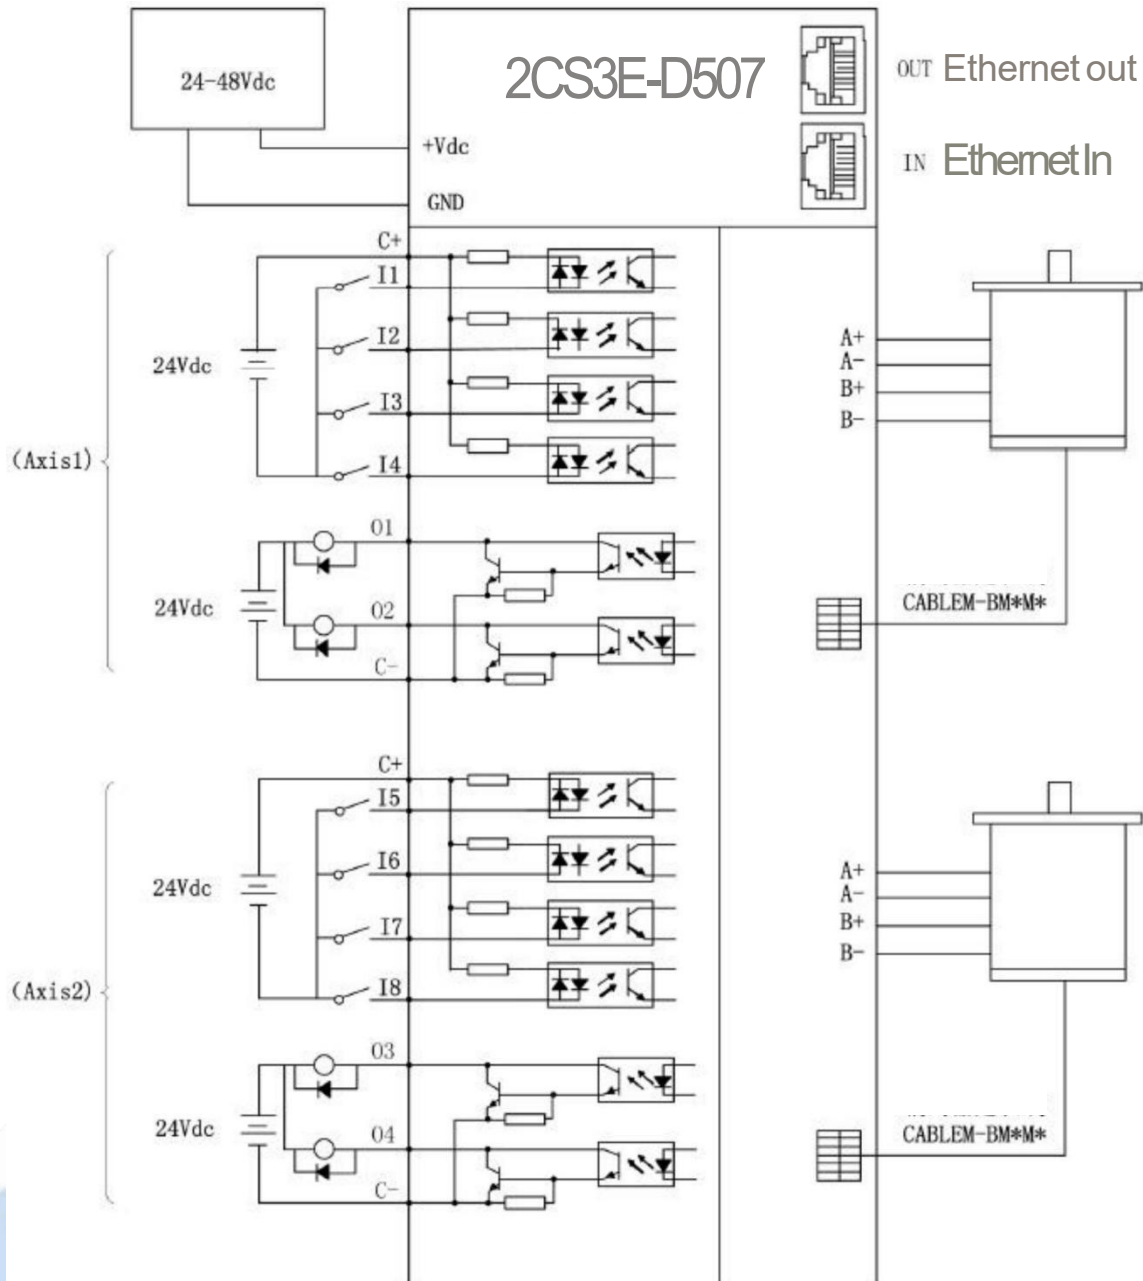 24-48Vdc
2CS3E-D507
OUT Ethernet out
+Vdc
IN Ethernet In
GND
C+
I1
I2
24Vdc
I3
(Axis1)
I4
A+
A-
B+
B-
O1
24Vdc
O2
C-
CABLEM-BM*M*
C+
I5
I6
24Vdc
I7
(Axis2)
I8
A+
A-
B+
B-
O3
24Vdc
O4
C-
CABLEM-BM*M*